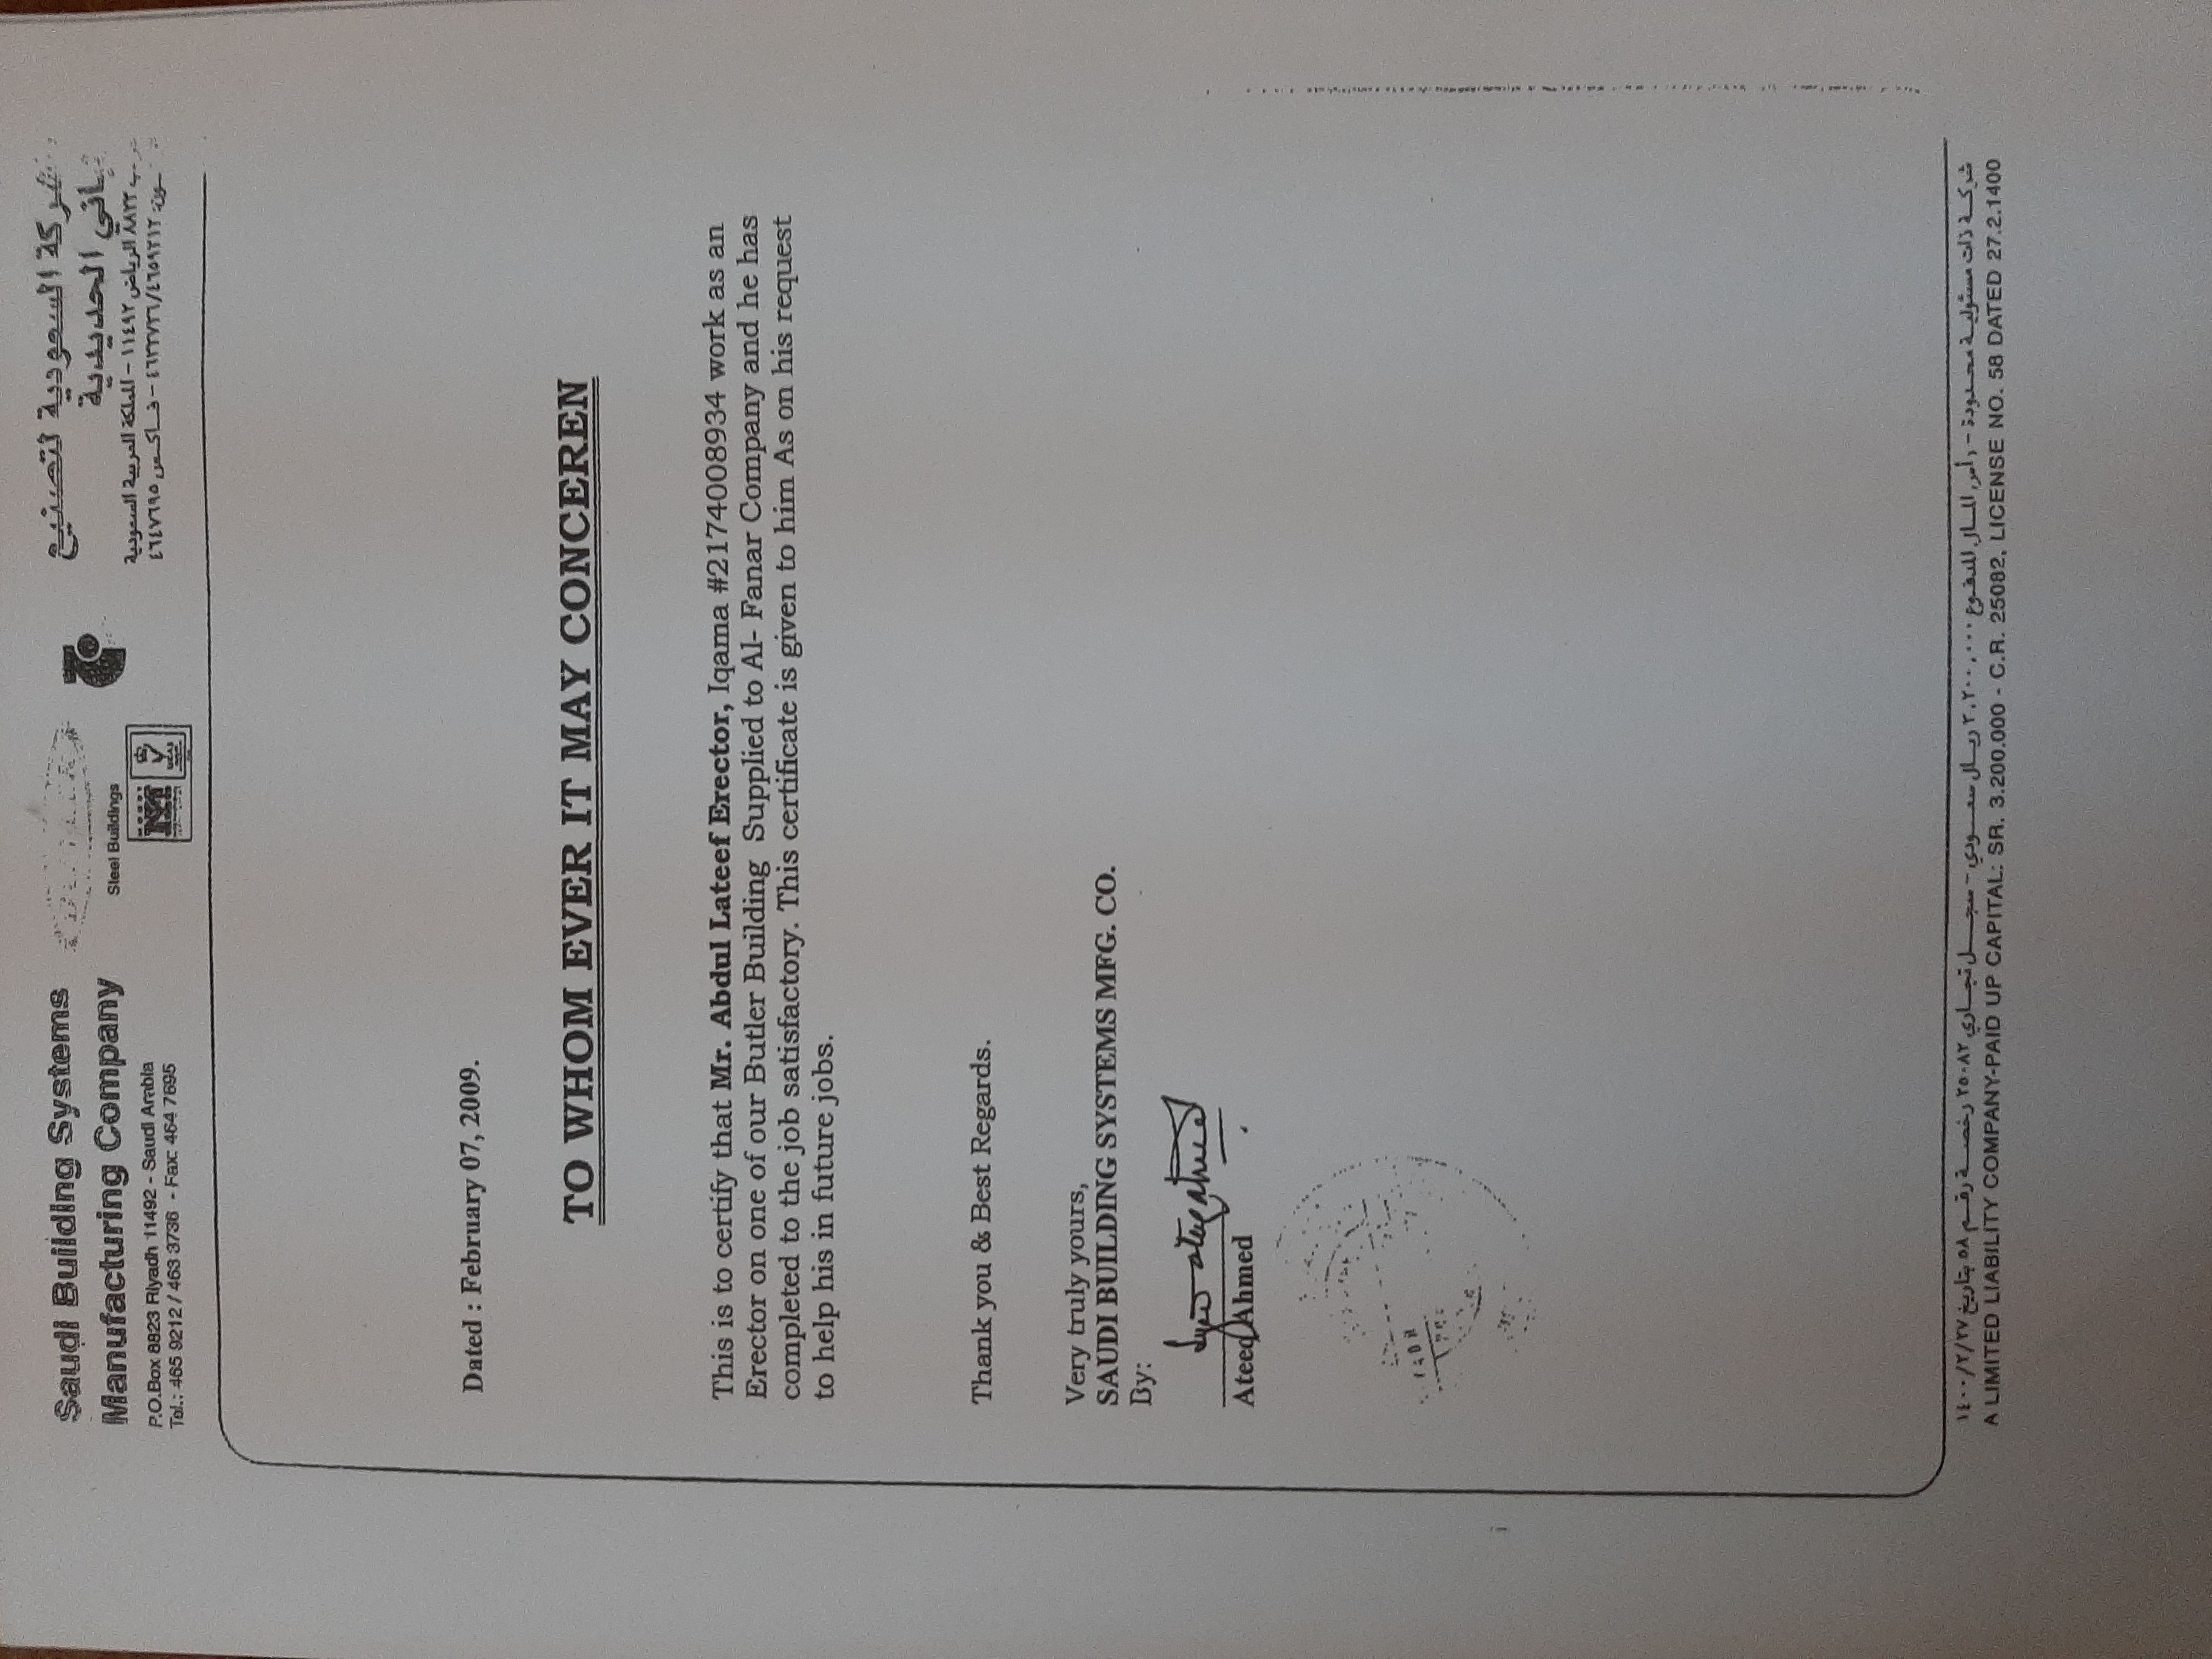 Saudi Building Systems
Manufacturing Company
P.O.Box 8823 Riyadh 11492 - Saudi Arabia
Tel.: 465 9212 / 463 3736 - Fax: 464 7695
Steel Buildings
شركة السعودية لتصنيع
الحديدية
٨٨٢٣ الرياض ١١٤٩٢ – المملكة العربية السعودية
٤٦٣٣٧٣٦/٤٦٥٩٢١٢ – فاكس ٤٦٤٧٦٩٥
Dated : February 07, 2009.
TO WHOM EVER IT MAY CONCEREN
This is to certify that Mr. Abdul Lateef Erector, Iqama #2174008934 work as an
Erector on one of our Butler Building Supplied to Al- Fanar Company and he has
completed to the job satisfactory. This certificate is given to him As on his request
to help his in future jobs.
Thank you & Best Regards.
Very truly yours,
SAUDI BUILDING SYSTEMS MFG. CO.
By:
Ateeq Ahmed
شركة ذات مسئولية محدودة – رأس المال المدفوع ٣,٢٠٠,٠٠٠ ريال سعودي – سجل تجاري ٢٥٠٨٢ رخصة رقم ٥٨ بتاريخ ١٤٠٠/٢/٢٧
A LIMITED LIABILITY COMPANY-PAID UP CAPITAL: SR. 3.200.000 - C.R. 25082, LICENSE NO. 58 DATED 27.2.1400